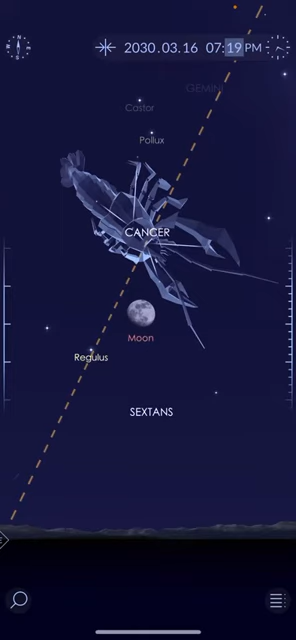 N
S
2030.03.16 07:19 PM
GEMINI
Castor
Pollux
CANCER
Moon
Regulus
SEXTANS
E